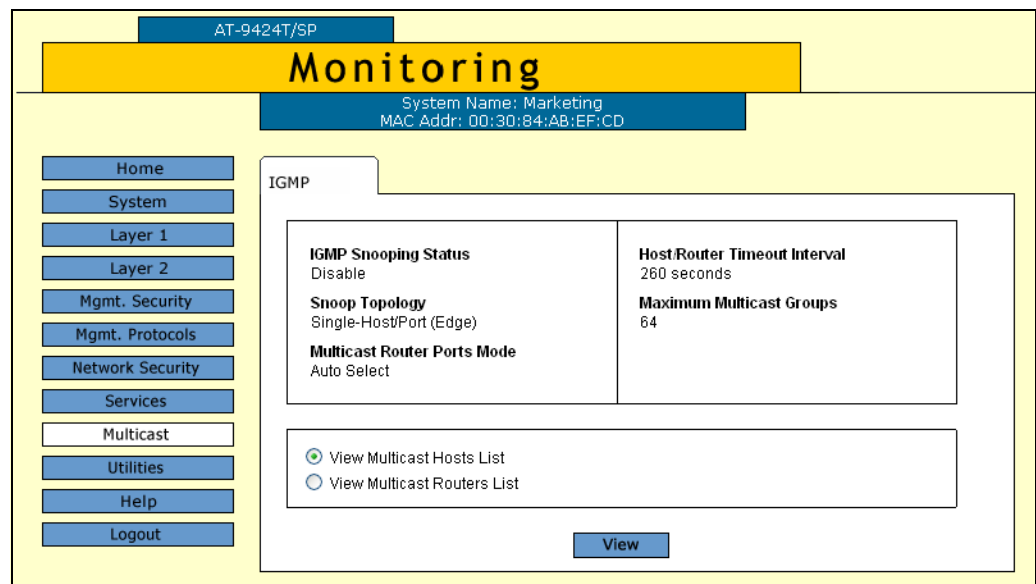 AT-9424T/SP
Monitoring
System Name: Marketing
MAC Addr: 00:30:84:AB:EF:CD
Home
System
Layer 1
Layer 2
Mgmt. Security
Mgmt. Protocols
Network Security
Services
Multicast
Utilities
Help
Logout
IGMP
IGMP Snooping Status
Disable
Snoop Topology
Single-Host/Port (Edge)
Multicast Router Ports Mode
Auto Select
Host/Router Timeout Interval
260 seconds
Maximum Multicast Groups
64
View Multicast Hosts List
View Multicast Routers List
View